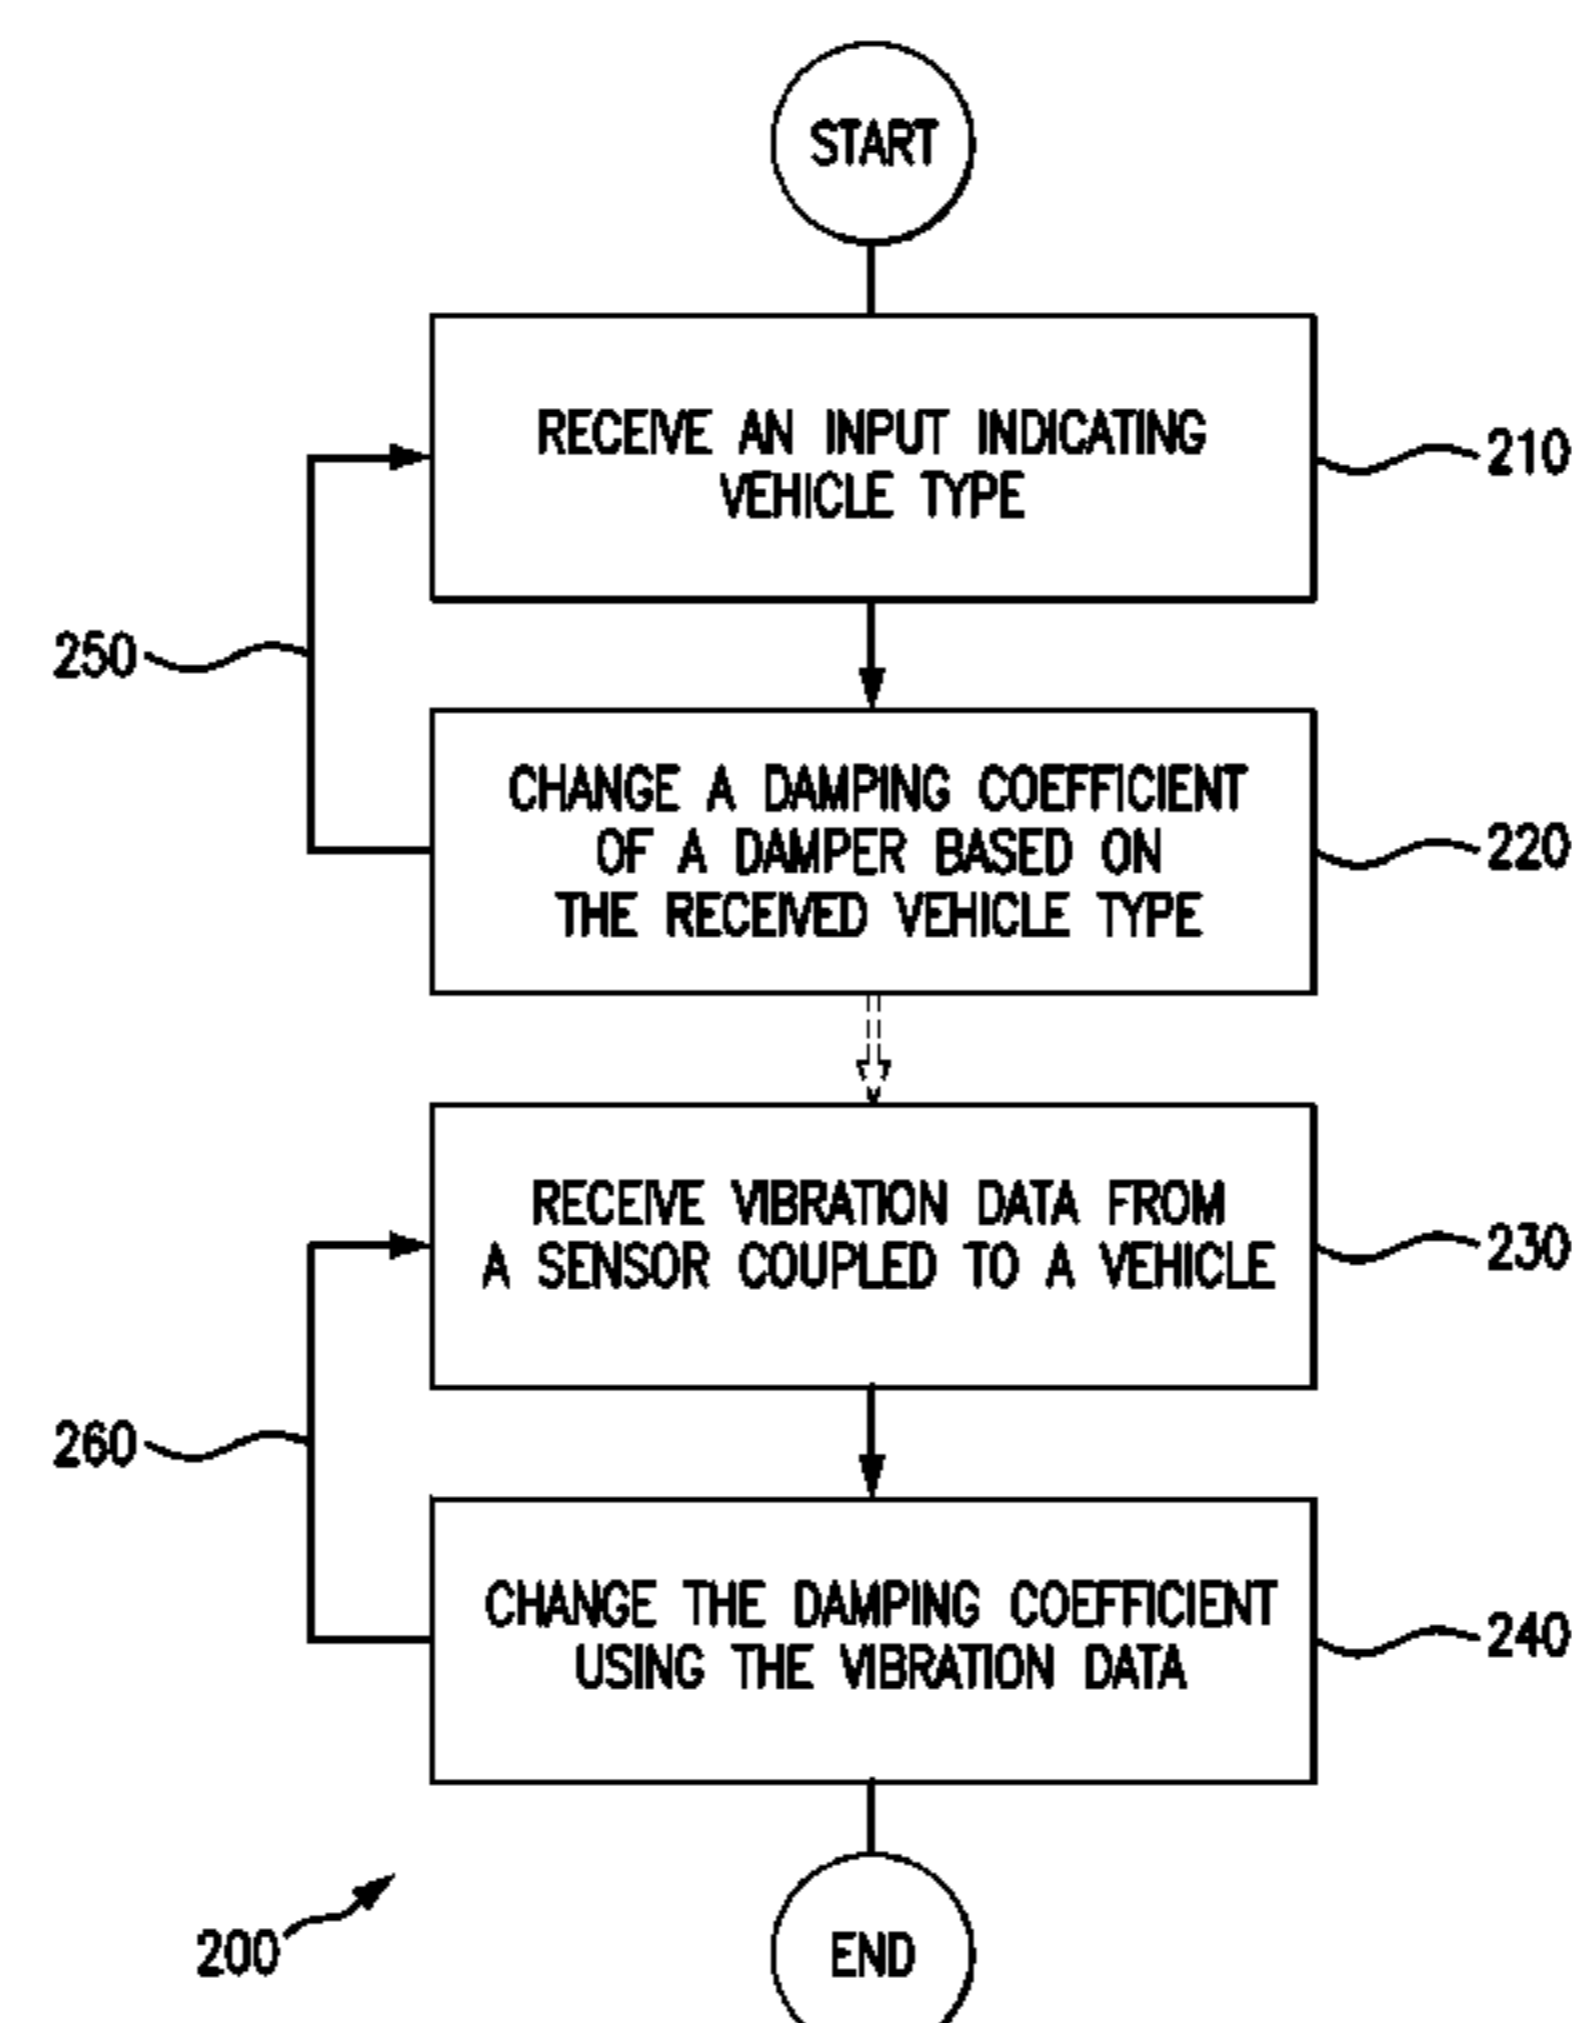 START
RECEIVE AN INPUT INDICATING
VEHICLE TYPE
210
250
CHANGE A DAMPING COEFFICIENT
OF A DAMPER BASED ON
THE RECEIVED VEHICLE TYPE
220
RECEIVE VIBRATION DATA FROM
A SENSOR COUPLED TO A VEHICLE
230
260
CHANGE THE DAMPING COEFFICIENT
USING THE VIBRATION DATA
240
200
END